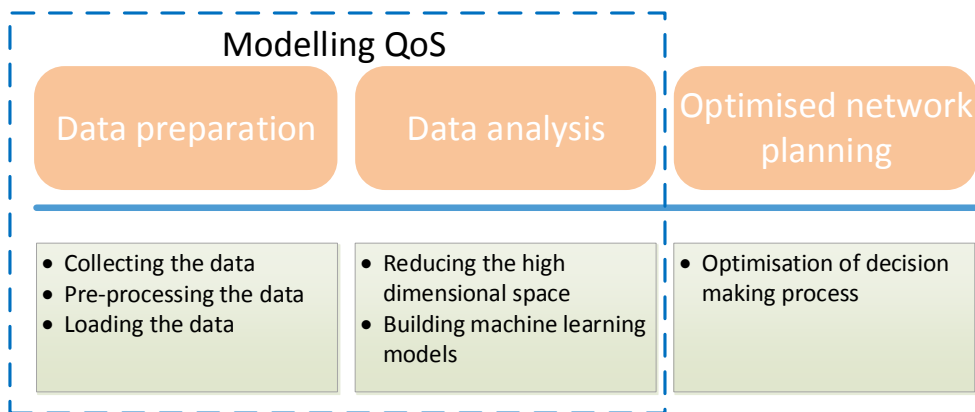 Modelling QoS
Data preparation
Data analysis
Optimised network
planning
• Collecting the data
• Pre-processing the data
• Loading the data
• Reducing the high
dimensional space
• Building machine learning
models
• Optimisation of decision
making process